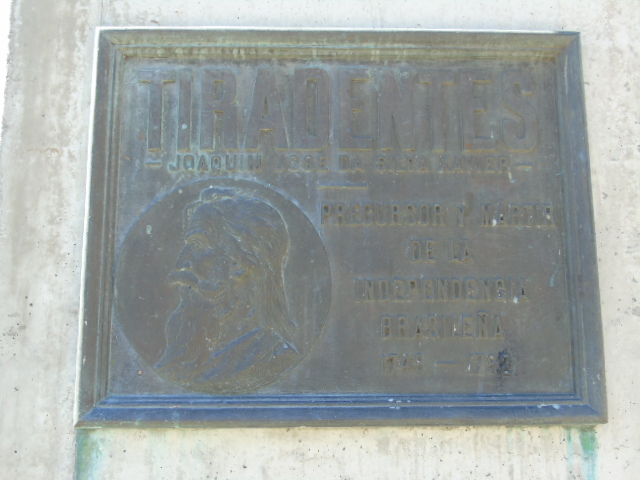 TIRADENTES
- JOAQUIN JOSE DA SILVA XAVIER -
PRECURSOR Y MARTIR
DE LA
INDEPENDENCIA
BRASILEÑA